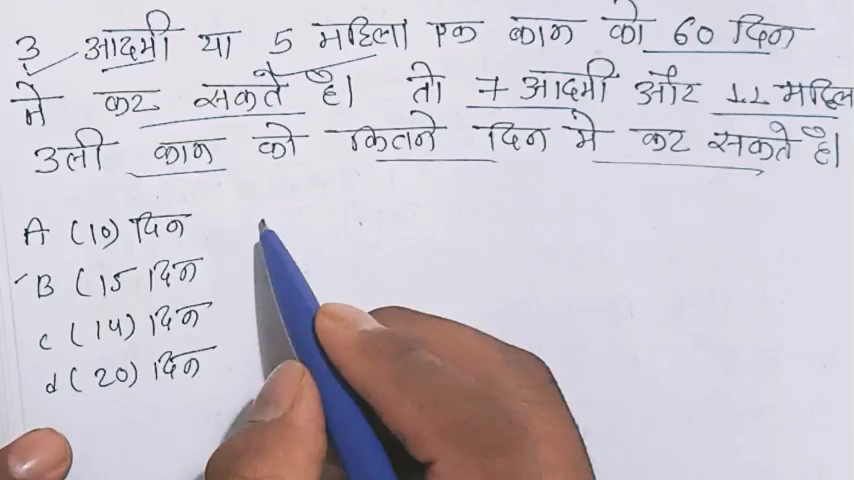 3 आदमी या 5 महिला एक काम को 60 दिन
मे कर सकते है। तो 7 आदमी और 11 महिला
उसी काम को कितने दिन मे कर सकते है।
A (10) दिन
B (15 दिन
c (14) दिन
d (20) दिन